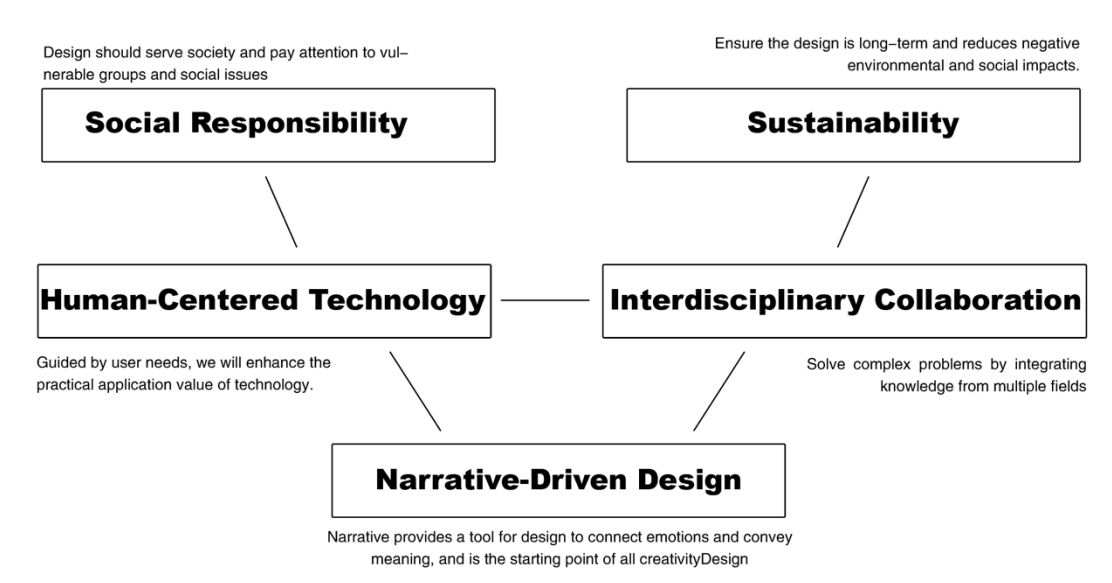 Design should serve society and pay attention to vul–
nerable groups and social issues
Social Responsibility
Ensure the design is long–term and reduces negative
environmental and social impacts.
Sustainability
Human-Centered Technology
Guided by user needs, we will enhance the
practical application value of technology.
Interdisciplinary Collaboration
Solve complex problems by integrating
knowledge from multiple fields
Narrative-Driven Design
Narrative provides a tool for design to connect emotions and convey
meaning, and is the starting point of all creativityDesign